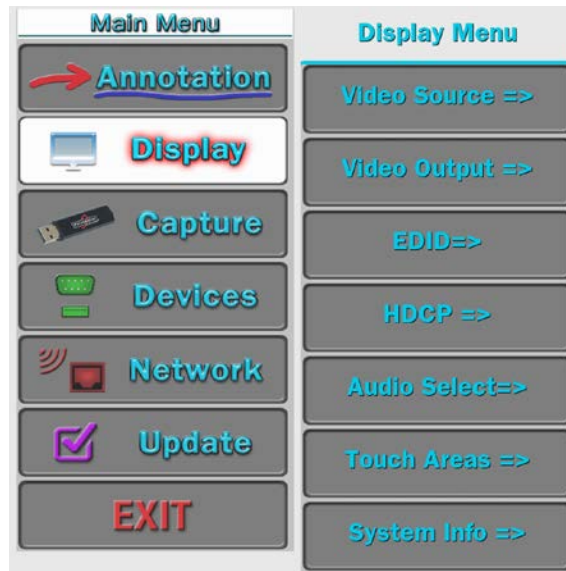 Main Menu
Annotation
Display
Capture
Devices
Network
Update
EXIT
Display Menu
Video Source =>
Video Output =>
EDID=>
HDCP =>
Audio Select=>
Touch Areas =>
System Info =>